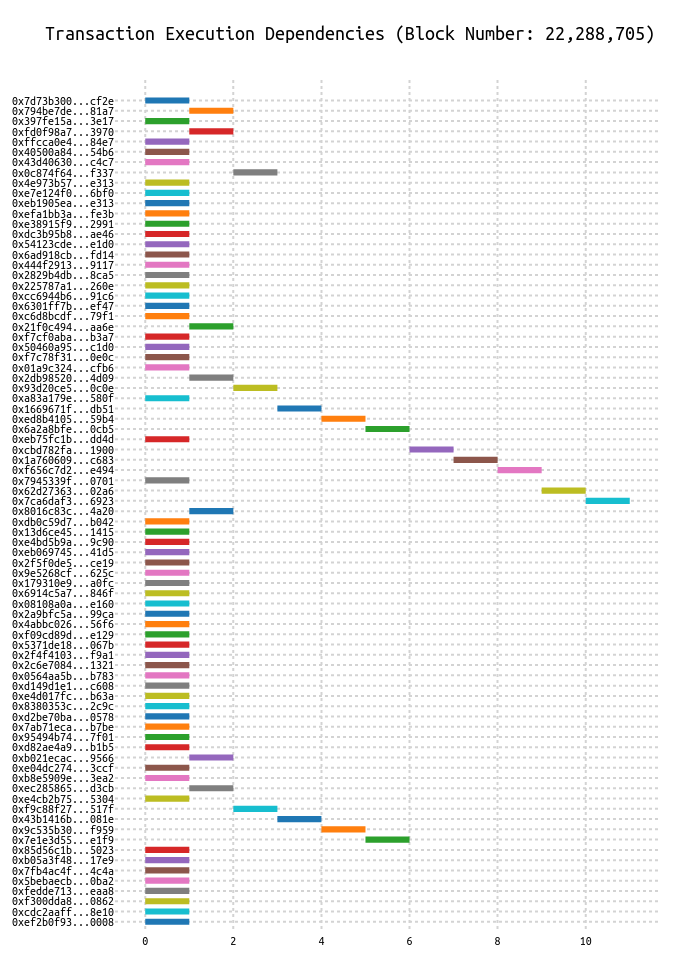 Transaction Execution Dependencies (Block Number: 22,288,705)
0x7d73b300...cf2e
0x794be7de...81a7
0x397fe15a...3e17
0xfd0f98a7...3970
0xffcca0e4...84e7
0x40500a84...54b6
0x43d40630...c4c7
0x0c874f64...f337
0x4e973b57...e313
0xe7e124f0...6bf0
0xeb1905ea...e313
0xefa1bb3a...fe3b
0xe38915f9...2991
0xdc3b95b8...ae46
0x54123cde...e1d0
0x6ad918cb...fd14
0x444f2913...9117
0x2829b4db...8ca5
0x225787a1...260e
0xcc6944b6...91c6
0x6301ff7b...ef47
0xc6d8bcdf...79f1
0x21f0c494...aa6e
0xf7cf0aba...b3a7
0x50460a95...c1d0
0xf7c78f31...0e0c
0x01a9c324...cfb6
0x2db98520...4d09
0x93d20ce5...0c0e
0xa83a179e...580f
0x1669671f...db51
0xed8b4105...59b4
0x6a2a8bfe...0cb5
0xeb75fc1b...dd4d
0xcbd782fa...1900
0x1a760609...c683
0xf656c7d2...e494
0x7945339f...0701
0x62d27363...02a6
0x7ca6daf3...6923
0x8016c83c...4a20
0xdb0c59d7...b042
0x13d6ce45...1415
0xe4bd5b9a...9c90
0xeb069745...41d5
0x2f5f0de5...ce19
0x9e5268cf...625c
0x179310e9...a0fc
0x6914c5a7...846f
0x08108a0a...e160
0x2a9bfc5a...99ca
0x4abbc026...56f6
0xf09cd89d...e129
0x5371de18...067b
0x2f4f4103...f9a1
0x2c6e7084...1321
0x0564aa5b...b783
0xd149d1e1...c608
0xe4d017fc...b63a
0x8380353c...2c9c
0xd2be70ba...0578
0x7ab71eca...b7be
0x95494b74...7f01
0xd82ae4a9...b1b5
0xb021ecac...9566
0xe04dc274...3ccf
0xb8e5909e...3ea2
0xec285865...d3cb
0xe4cb2b75...5304
0xf9c88f27...517f
0x43b1416b...081e
0x9c535b30...f959
0x7e1e3d55...e1f9
0x85d56c1b...5023
0xb05a3f48...17e9
0x7fb4ac4f...4c4a
0x5bebaecb...0ba2
0xfedde713...eaa8
0xf300dda8...0862
0xcdc2aaff...8e10
0xef2b0f93...0008
0 2 4 6 8 10